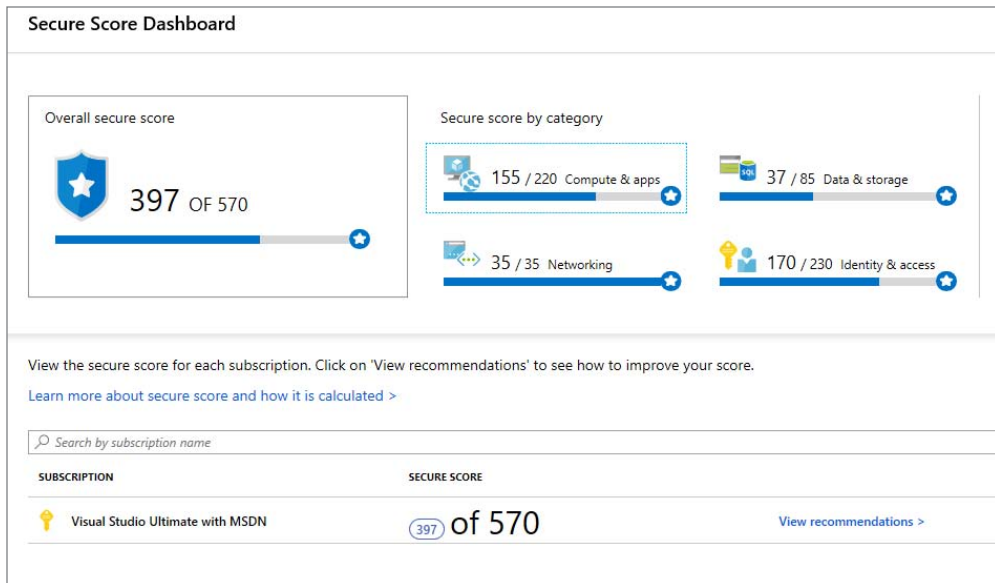 Secure Score Dashboard
Overall secure score
397 OF 570
Secure score by category
155 / 220 Compute & apps
SQL
37 / 85 Data & storage
35 / 35 Networking
170 / 230 Identity & access
View the secure score for each subscription. Click on 'View recommendations' to see how to improve your score.
Learn more about secure score and how it is calculated >
Search by subscription name
SUBSCRIPTION SECURE SCORE
Visual Studio Ultimate with MSDN 397 of 570 View recommendations >